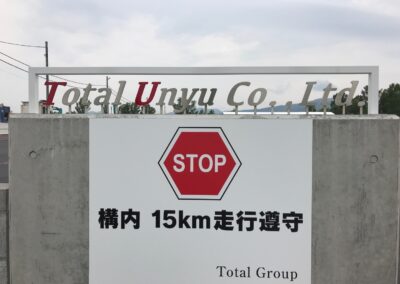 Total Unyu Co., Ltd.
STOP
構内 15km走行遵守
Total Group